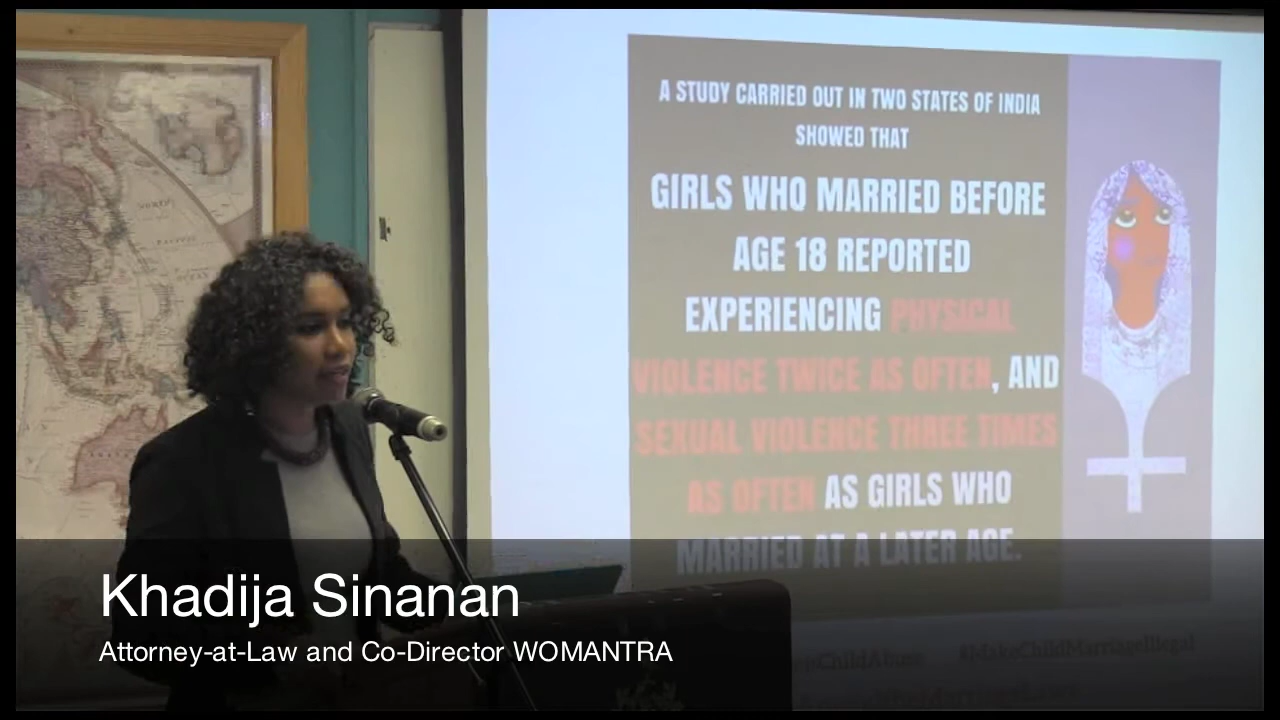 A STUDY CARRIED OUT IN TWO STATES OF INDIA
SHOWED THAT
GIRLS WHO MARRIED BEFORE
AGE 18 REPORTED
EXPERIENCING PHYSICAL
VIOLENCE TWICE AS OFTEN, AND
SEXUAL VIOLENCE THREE TIMES
AS OFTEN AS GIRLS WHO
MARRIED AT A LATER AGE.
#MakeChildMarriageIllegal
Khadija Sinanan
Attorney-at-Law and Co-Director WOMANTRA